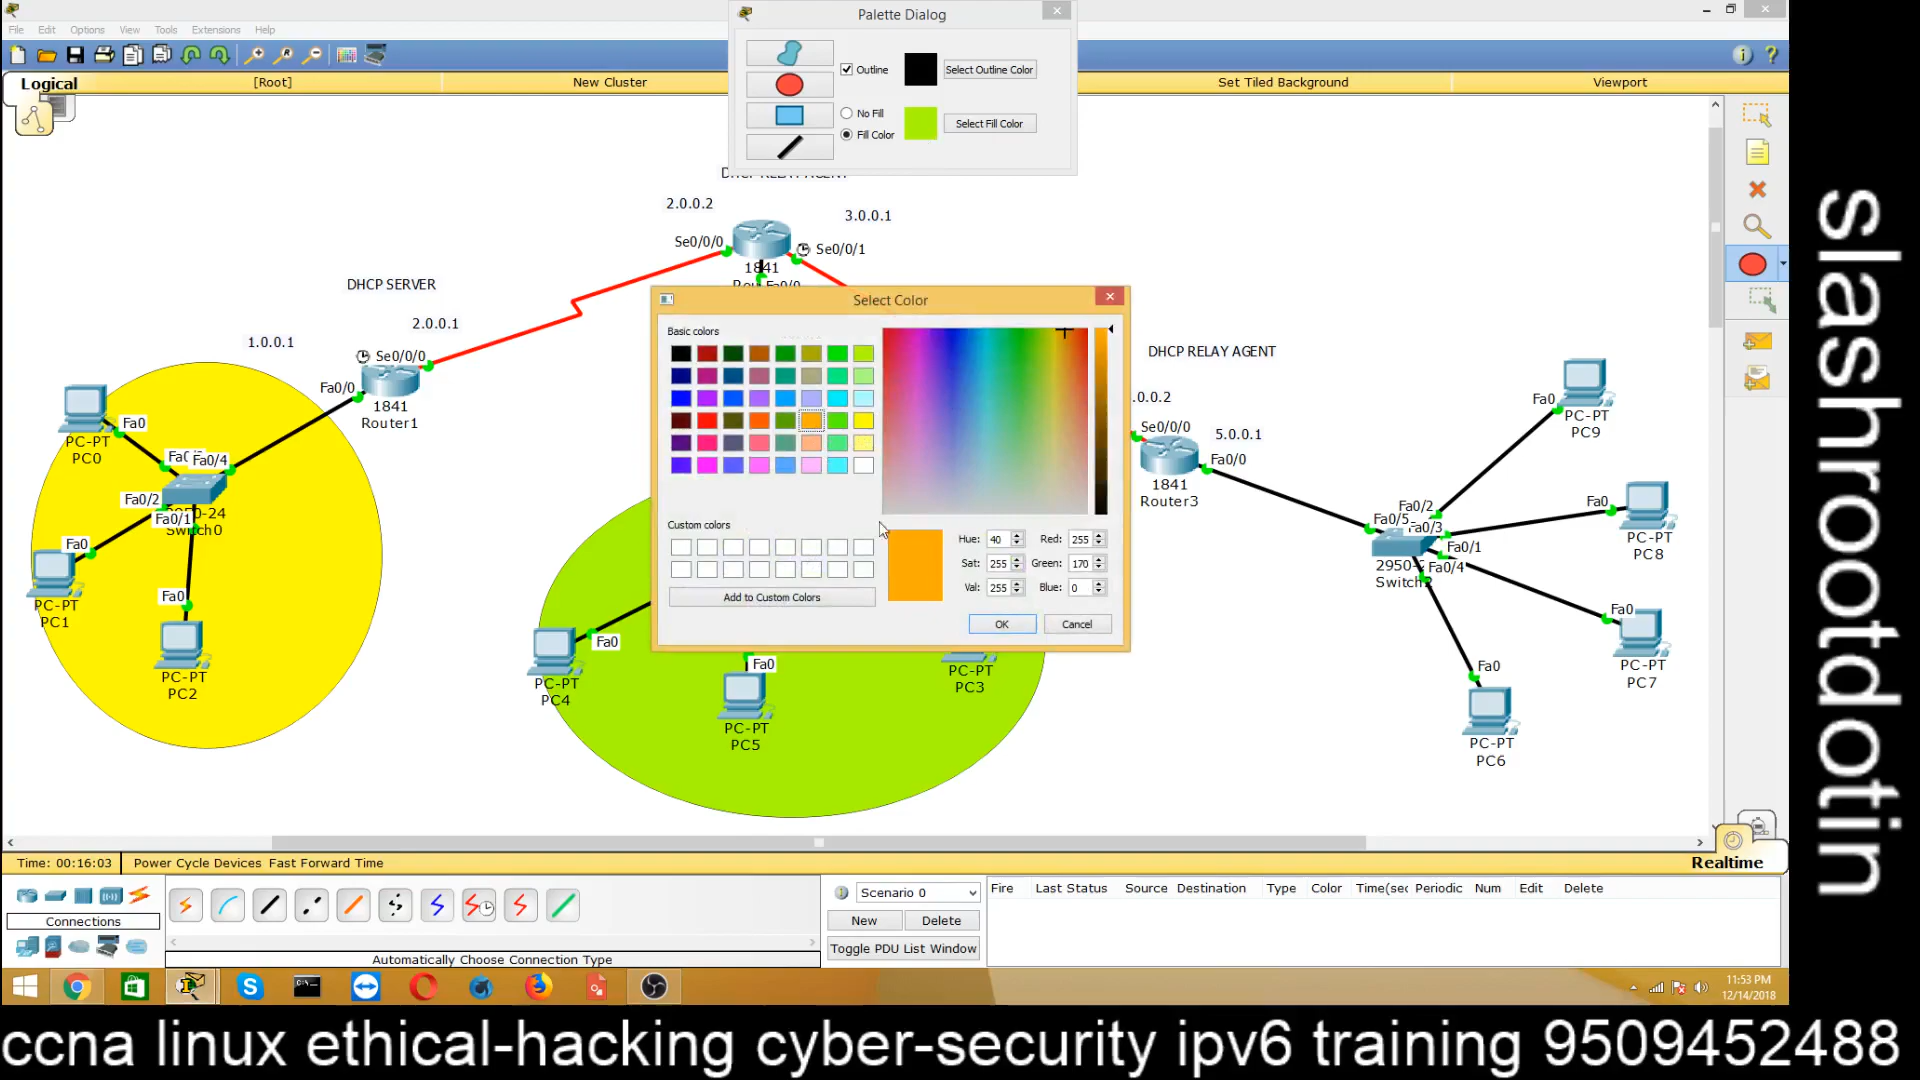 Palette Dialog
File Edit Options View Tools Extensions Help
Outline Select Outline Color
No Fill
Fill Color Select Fill Color
Logical [Root] New Cluster Set Tiled Background Viewport
2.0.0.2
3.0.0.1
Se0/0/0
Se0/0/1
1841
Fa0/0
DHCP SERVER
2.0.0.1
1.0.0.1
Se0/0/0
Fa0/0
1841
Router1
Fa0
PC-PT
PC0
Fa0/4
Fa0/2
Fa0/1
Switch0
Fa0
PC-PT
PC1
Fa0
PC-PT
PC2
Select Color
Basic colors
Custom colors
Hue: 40 Red: 255
Sat: 255 Green: 170
Val: 255 Blue: 0
Add to Custom Colors
OK Cancel
Fa0
PC-PT
PC4
Fa0
PC-PT
PC5
PC-PT
PC3
DHCP RELAY AGENT
.0.0.2
Se0/0/0
5.0.0.1
Fa0/0
1841
Router3
Fa0
PC-PT
PC9
Fa0/2
Fa0/5
Fa0/3
Fa0/1
Fa0/4
Fa0
PC-PT
PC8
Fa0
PC-PT
PC7
Fa0
PC-PT
PC6
Time: 00:16:03 Power Cycle Devices Fast Forward Time
Realtime
Connections
Automatically Choose Connection Type
Scenario 0
New Delete
Toggle PDU List Window
Fire Last Status Source Destination Type Color Time(sec Periodic Num Edit Delete
11:53 PM
12/14/2018
slashrootdotin
ccna linux ethical-hacking cyber-security ipv6 training 9509452488